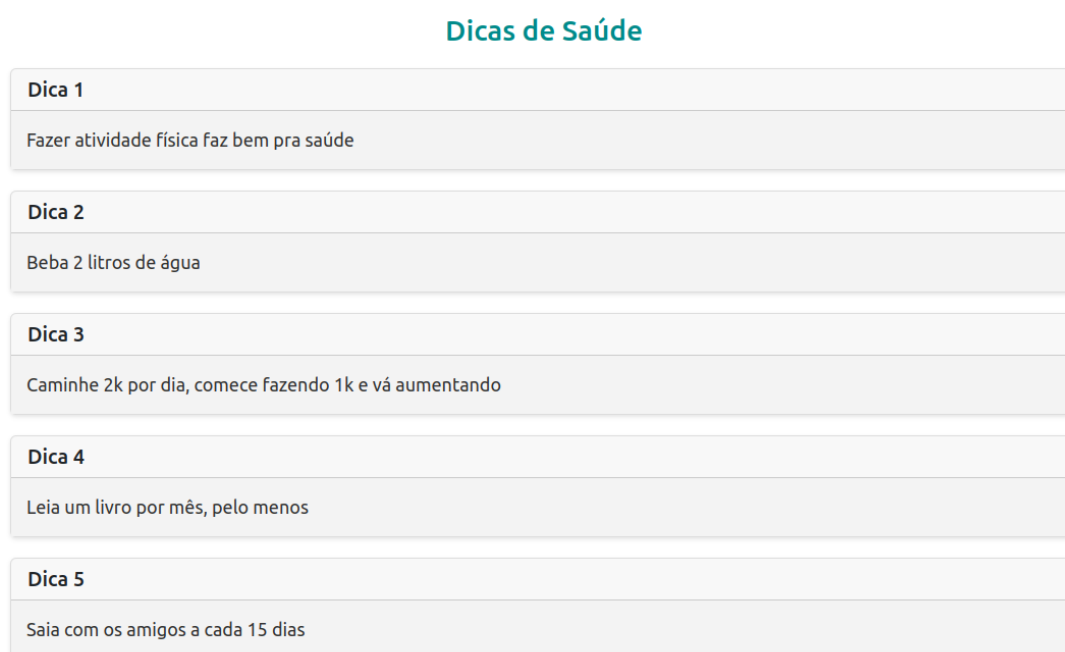 Dicas de Saúde
Dica 1
Fazer atividade física faz bem pra saúde
Dica 2
Beba 2 litros de água
Dica 3
Caminhe 2k por dia, comece fazendo 1k e vá aumentando
Dica 4
Leia um livro por mês, pelo menos
Dica 5
Saia com os amigos a cada 15 dias